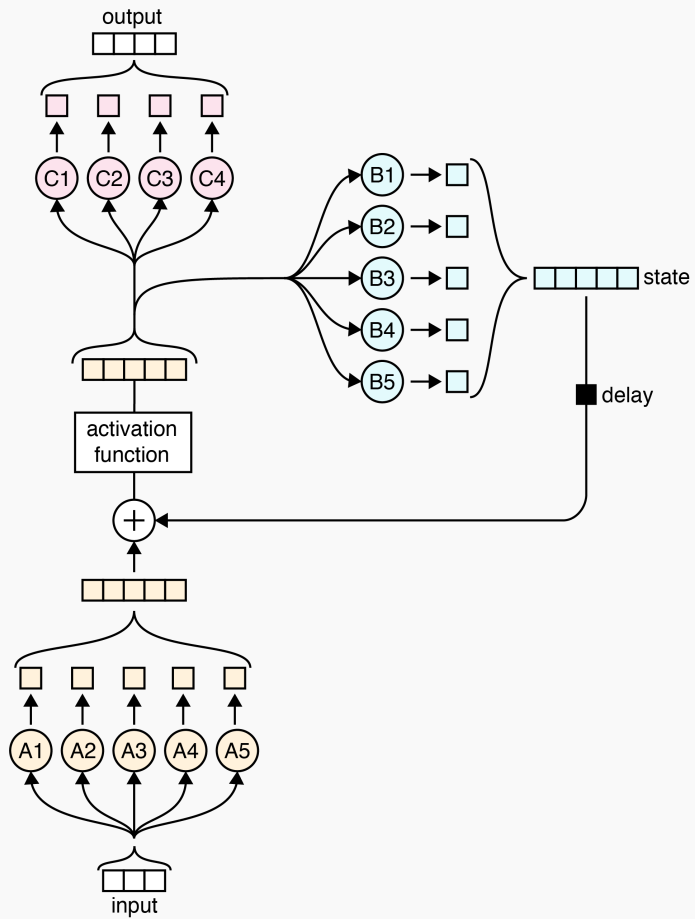 output
C1 C2 C3 C4
B1
B2
B3
B4
B5
state
delay
activation
function
+
A1 A2 A3 A4 A5
input